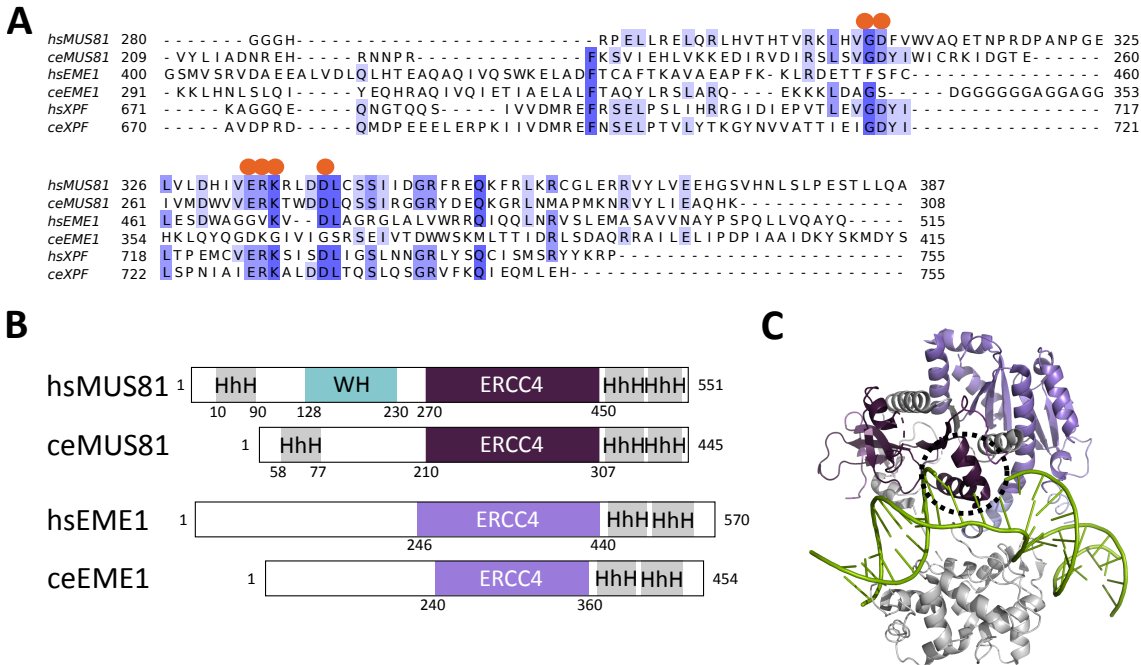 A
hsMUS81 280 -------GGGH-------------------------RPELLRELQRLHVTHTVRKLHVGDFVWVAQETNPRDPANPGE 325
ceMUS81 209 -VYLIADNREH-----RNNPR--------------FKSVIEHLVKKEDIRVDIRSLSVGDYIWICRKIDGTE------ 260
hsEME1 400 GSMVSRVDAEEALVDLQLHTEAQAQIVQSWKELADFTCAFTKAVAEAPFK-KLRDETTFSFC---------------- 460
ceEME1 291 -KKLHNLSLQI-----YEQHRAQIVQIETIAELALFTAQYLRSLARQ----EKKKLDAGS-----DGGGGGGAGGAGG 353
hsXPF 671 -----KAGGQE-----QNGTQQS-----IVVDMREFRSELPSLIHRRGIDIEPVTLEVGDYI---------------- 717
ceXPF 670 -----AVDPRD-----QMDPEEELERPKIIVDMREFNSELPTVLYTKGYNVVATTIEIGDYI---------------- 721
hsMUS81 326 LVLDHIVERKRLDDLCSSIIDGRFREQKFRLKRCGLERRVYLVEEHGSVHNLSLPESTLLQA 387
ceMUS81 261 IVMDWVVERKTWDDLQSSIRGGRYDEQKGRLNMAPMKNRVYLIEAQHK-------------- 308
hsEME1 461 LESDWAGGVKV--DLAGRGLALVWRRQIQQLNRVSLEMASAVVNAYPSPQLLVQAYQ----- 515
ceEME1 354 HKLQYQGDKGIVIGSRSEIVTDWWSKMLTTIDRLSDAQRRAILELIPDPIAAIDKYSKMDYS 415
hsXPF 718 LTPEMCVERKSISDLIGSLNNGRLYSQCISMSRYYKRP------------------------ 755
ceXPF 722 LSPNIAIERKALDDLTQSLQSGRVFKQIEQMLEH---------------------------- 755
B
hsMUS81 1 HhH WH ERCC4 HhH HhH 551
10 90 128 230 270 450
ceMUS81 1 HhH ERCC4 HhH HhH 445
58 77 210 307
hsEME1 1 ERCC4 HhH HhH 570
246 440
ceEME1 1 ERCC4 HhH HhH 454
240 360
C